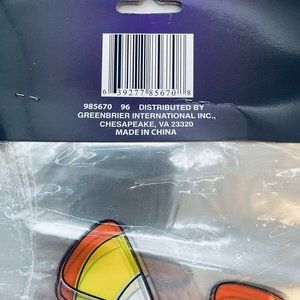 6 39277 85670 8
985670 96 DISTRIBUTED BY
GREENBRIER INTERNATIONAL INC.,
CHESAPEAKE, VA 23320
MADE IN CHINA